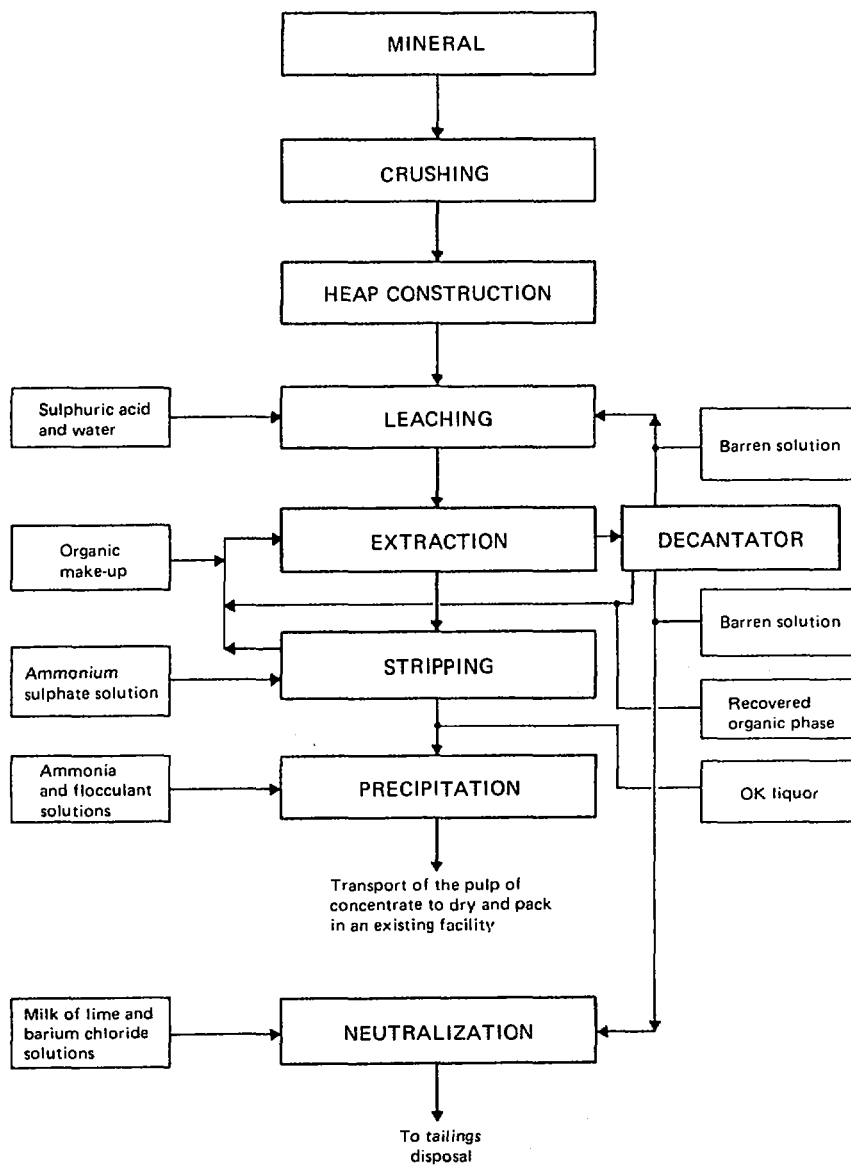 MINERAL
CRUSHING
HEAP CONSTRUCTION
Sulphuric acid
and water
LEACHING
Barren solution
Organic
make-up
EXTRACTION
DECANTATOR
Barren solution
Ammonium
sulphate solution
STRIPPING
Recovered
organic phase
Ammonia
and flocculant
solutions
PRECIPITATION
OK liquor
Transport of the pulp of
concentrate to dry and pack
in an existing facility
Milk of lime and
barium chloride
solutions
NEUTRALIZATION
To tailings
disposal